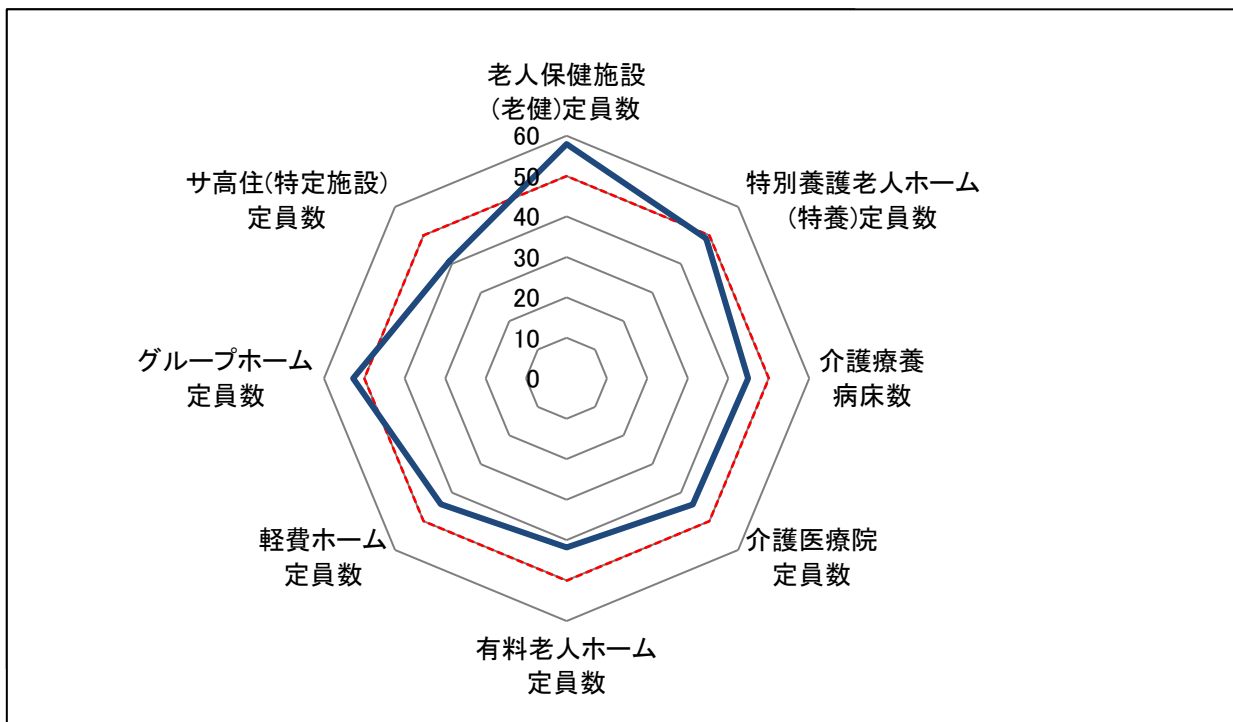 老人保健施設
(老健)定員数
特別養護老人ホーム
(特養)定員数
介護療養
病床数
介護医療院
定員数
有料老人ホーム
定員数
軽費ホーム
定員数
グループホーム
定員数
サ高住(特定施設)
定員数
60
50
40
30
20
10
0